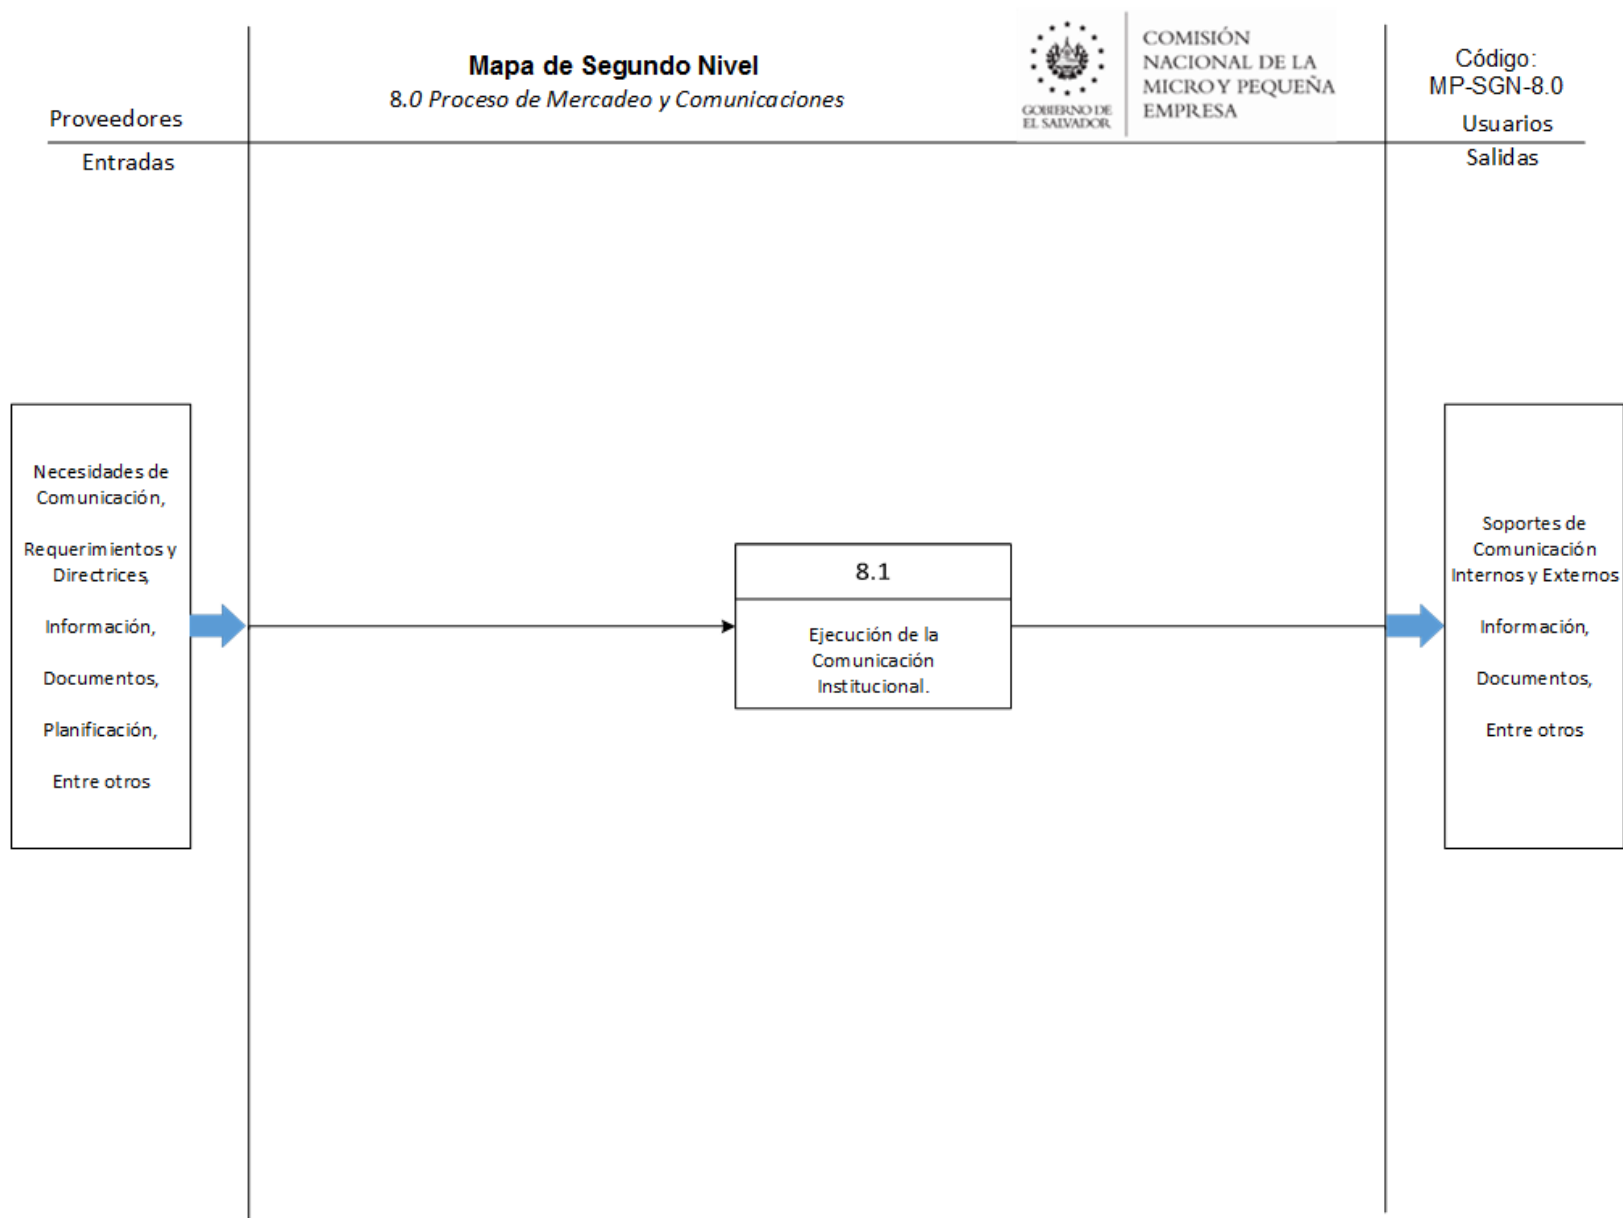 Mapa de Segundo Nivel
8.0 Proceso de Mercadeo y Comunicaciones
GOBIERNO DE
EL SALVADOR
COMISIÓN
NACIONAL DE LA
MICRO Y PEQUEÑA
EMPRESA
Código:
MP-SGN-8.0
Proveedores
Usuarios
Entradas
Salidas
Necesidades de
Comunicación,
Requerimientos y
Directrices,
Información,
Documentos,
Planificación,
Entre otros
8.1
Ejecución de la
Comunicación
Institucional.
Soportes de
Comunicación
Internos y Externos
Información,
Documentos,
Entre otros